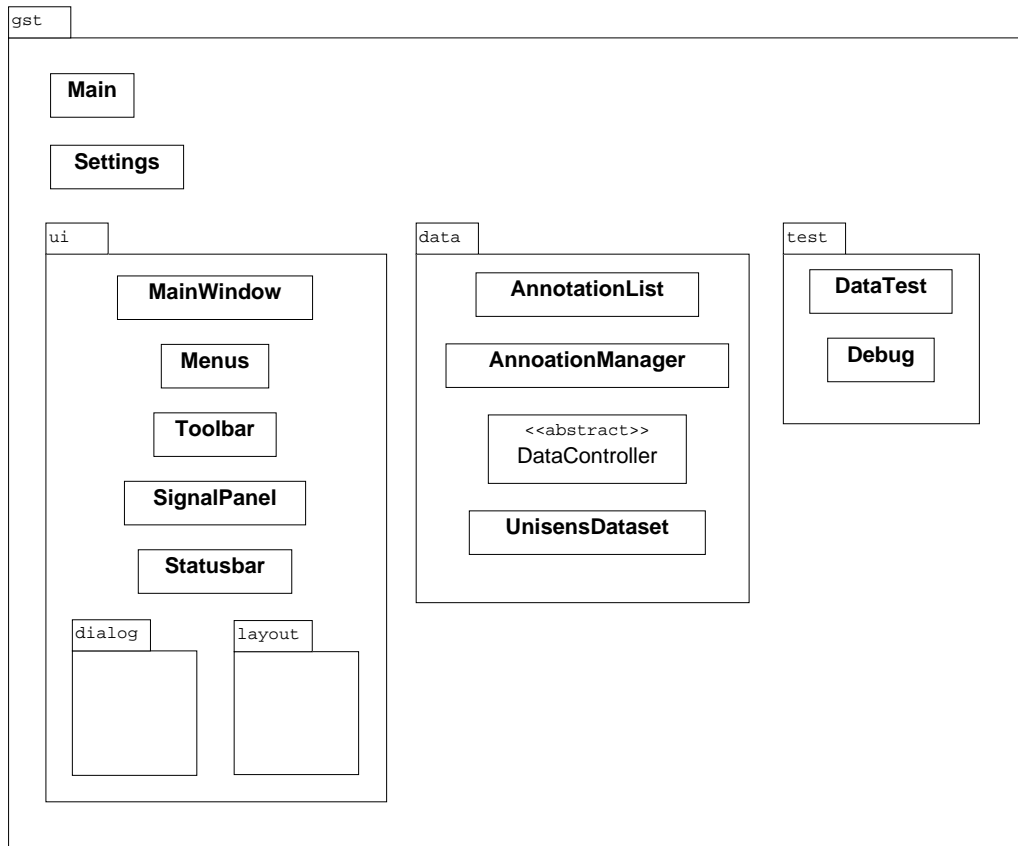 gst
Main
Settings
ui
MainWindow
Menus
Toolbar
SignalPanel
Statusbar
dialog
layout
data
AnnotationList
AnnoationManager
<<abstract>>
DataController
UnisensDataset
test
DataTest
Debug